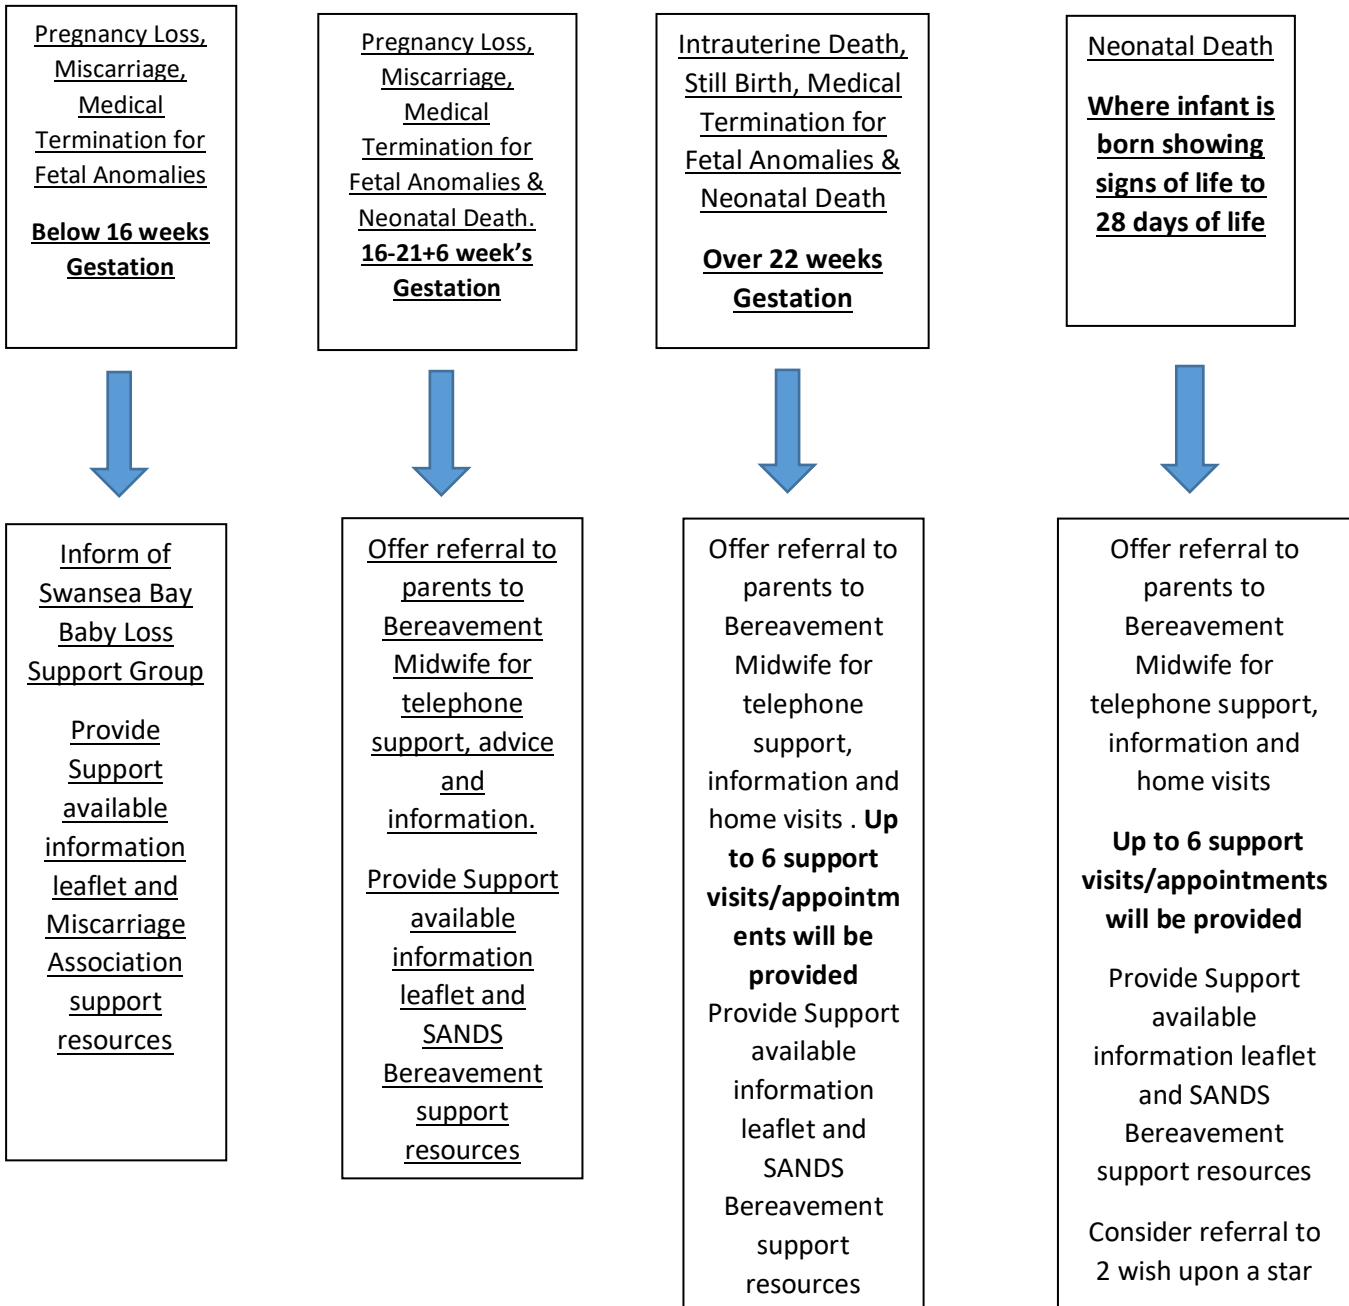 Pregnancy Loss,
Miscarriage,
Medical
Termination for
Fetal Anomalies
Below 16 weeks
Gestation
Pregnancy Loss,
Miscarriage,
Medical
Termination for
Fetal Anomalies &
Neonatal Death.
16-21+6 week’s
Gestation
Intrauterine Death,
Still Birth, Medical
Termination for
Fetal Anomalies &
Neonatal Death
Over 22 weeks
Gestation
Neonatal Death
Where infant is
born showing
signs of life to
28 days of life
Inform of
Swansea Bay
Baby Loss
Support Group
Provide
Support
available
information
leaflet and
Miscarriage
Association
support
resources
Offer referral to
parents to
Bereavement
Midwife for
telephone
support, advice
and
information.
Provide Support
available
information
leaflet and
SANDS
Bereavement
support
resources
Offer referral to
parents to
Bereavement
Midwife for
telephone
support,
information and
home visits . Up
to 6 support
visits/appointm
ents will be
provided
Provide Support
available
information
leaflet and
SANDS
Bereavement
support
resources
Offer referral to
parents to
Bereavement
Midwife for
telephone support,
information and
home visits
Up to 6 support
visits/appointments
will be provided
Provide Support
available
information leaflet
and SANDS
Bereavement
support resources
Consider referral to
2 wish upon a star